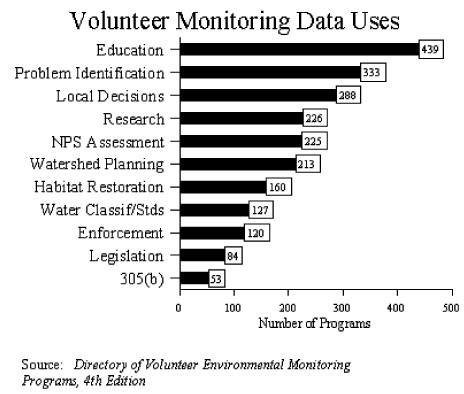 Volunteer Monitoring Data Uses
Education 439
Problem Identification 333
Local Decisions 288
Research 226
NPS Assessment 225
Watershed Planning 213
Habitat Restoration 160
Water Classif/Stds 127
Enforcement 120
Legislation 84
305(b) 53
0 100 200 300 400 500
Number of Programs
Source: Directory of Volunteer Environmental Monitoring
Programs, 4th Edition